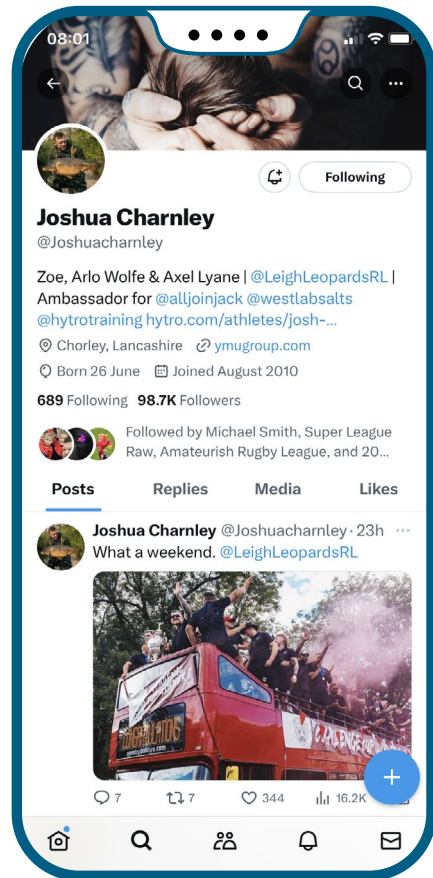 08:01
Following
Joshua Charnley
@Joshuacharnley
Zoe, Arlo Wolfe & Axel Lyane | @LeighLeopardsRL |
Ambassador for @alljoinjack @westlabsalts
@hytrotraining hytro.com/athletes/josh-...
Chorley, Lancashire ymugroup.com
Born 26 June Joined August 2010
689 Following 98.7K Followers
Followed by Michael Smith, Super League
Raw, Amateurish Rugby League, and 20...
Posts Replies Media Likes
Joshua Charnley @Joshuacharnley · 23h
What a weekend. @LeighLeopardsRL
CHALLENGE CUP
7 7 344 16.2K